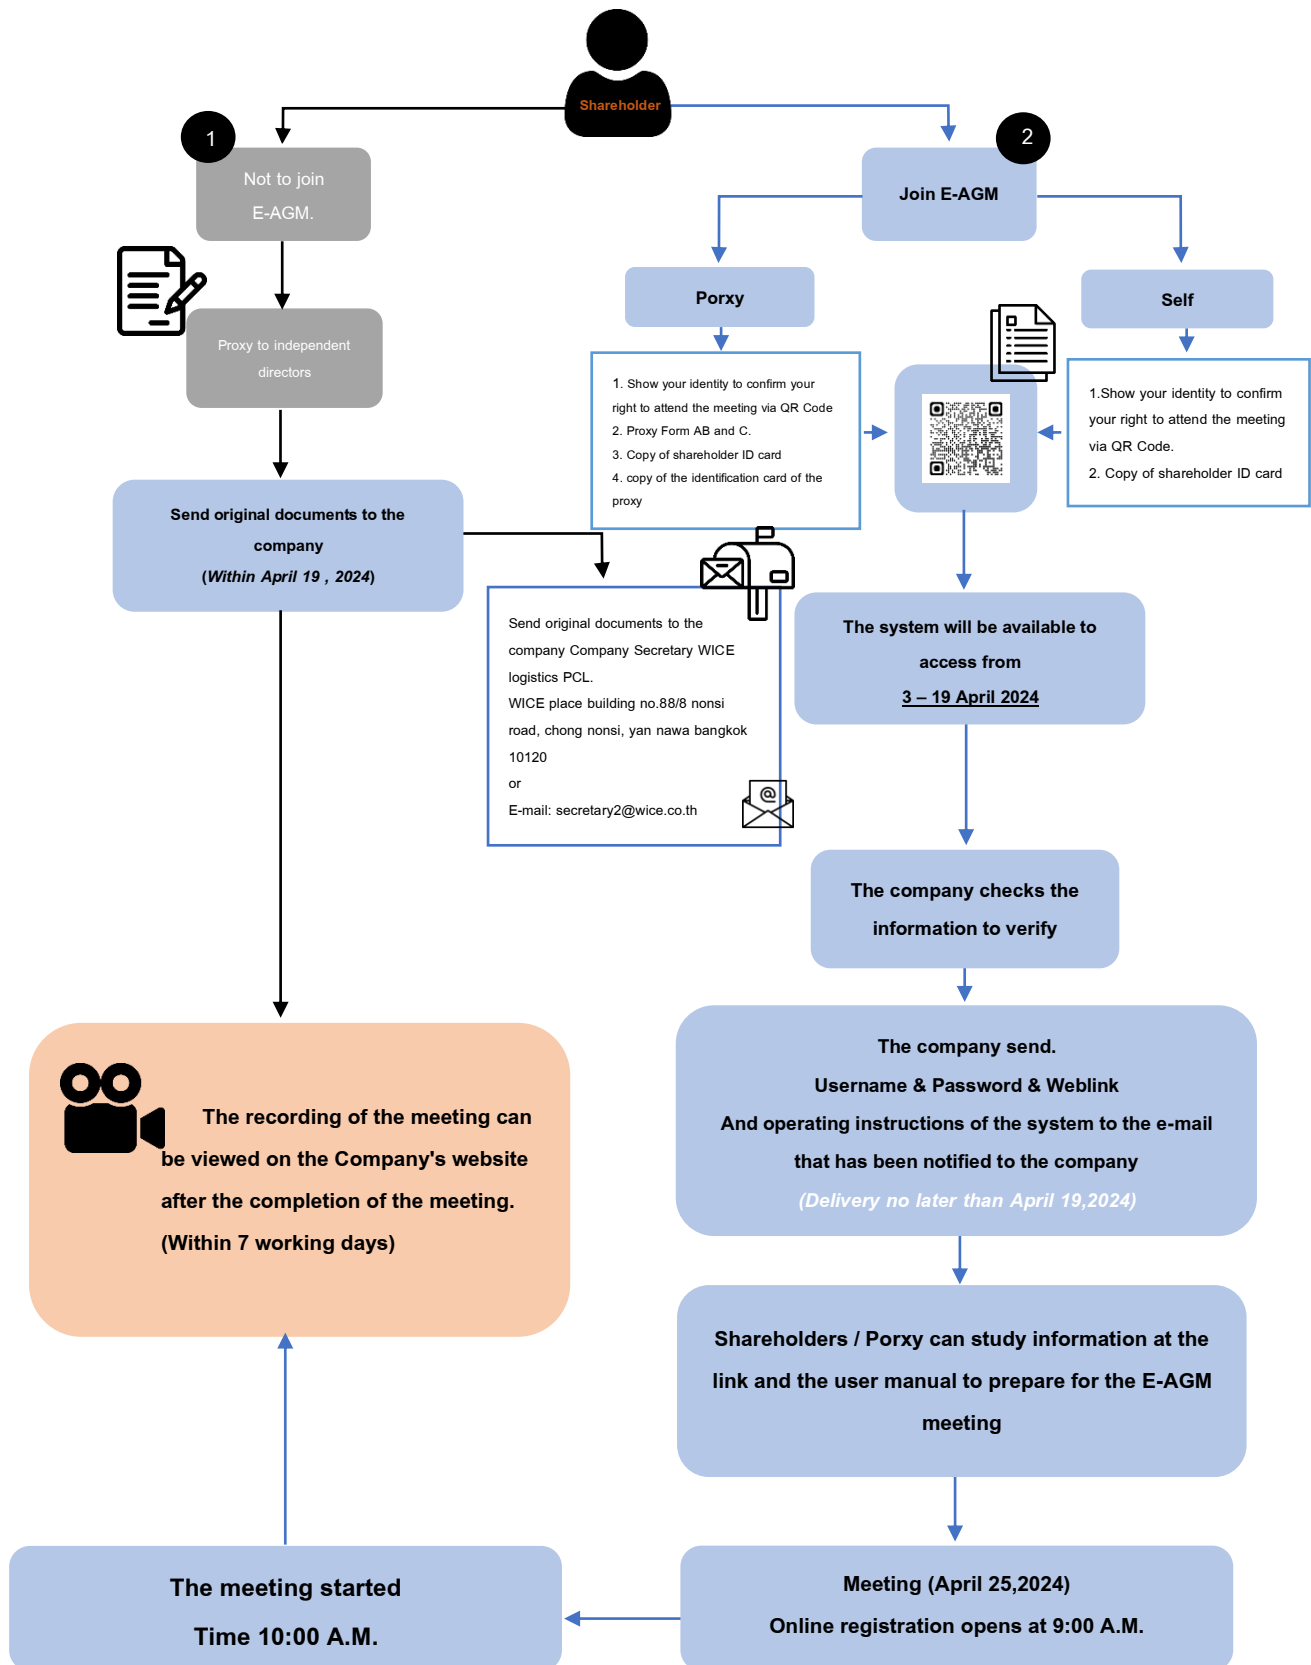 Shareholder
1
Not to join
E-AGM.
2
Join E-AGM
Porxy
Self
Proxy to independent
directors
1. Show your identity to confirm your
right to attend the meeting via QR Code
2. Proxy Form AB and C.
3. Copy of shareholder ID card
4. copy of the identification card of the
proxy
1.Show your identity to confirm
your right to attend the meeting
via QR Code.
2. Copy of shareholder ID card
Send original documents to the
company
(Within April 19 , 2024)
Send original documents to the
company Company Secretary WICE
logistics PCL.
WICE place building no.88/8 nonsi
road, chong nonsi, yan nawa bangkok
10120
or
E-mail: secretary2@wice.co.th
@
The system will be available to
access from
3 – 19 April 2024
The company checks the
information to verify
The company send.
Username & Password & Weblink
And operating instructions of the system to the e-mail
that has been notified to the company
(Delivery no later than April 19,2024)
The recording of the meeting can
be viewed on the Company's website
after the completion of the meeting.
(Within 7 working days)
Shareholders / Porxy can study information at the
link and the user manual to prepare for the E-AGM
meeting
Meeting (April 25,2024)
Online registration opens at 9:00 A.M.
The meeting started
Time 10:00 A.M.